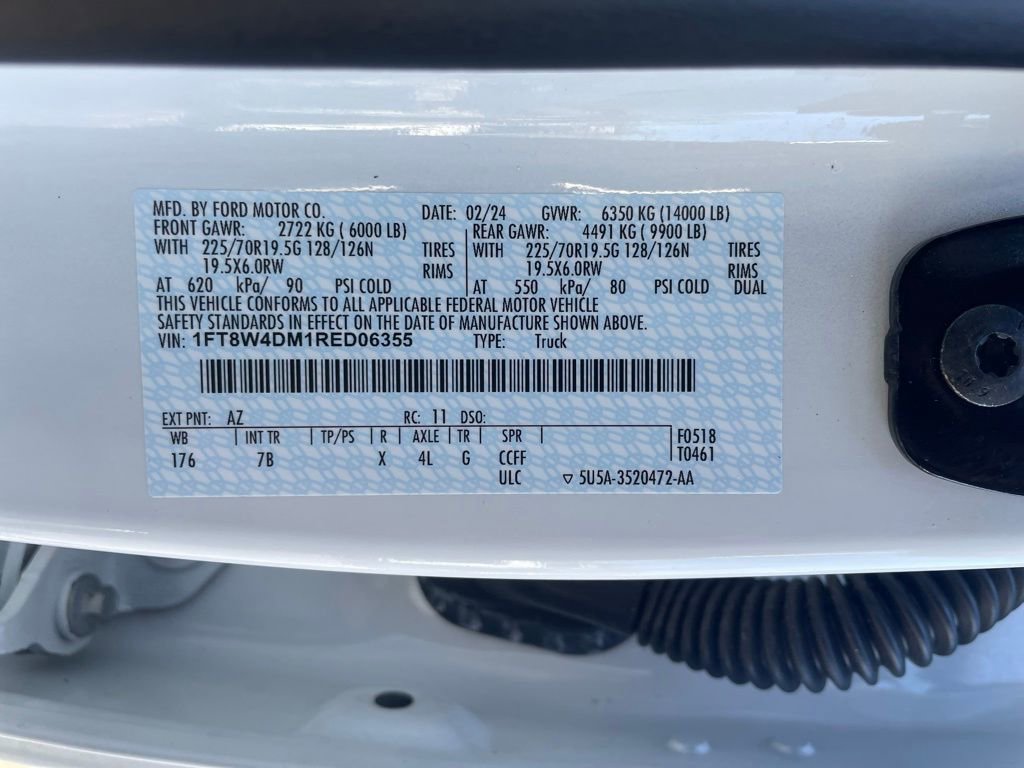 MFD. BY FORD MOTOR CO. DATE: 02/24 GVWR: 6350 KG (14000 LB)
FRONT GAWR: 2722 KG ( 6000 LB) REAR GAWR: 4491 KG ( 9900 LB)
WITH 225/70R19.5G 128/126N TIRES WITH 225/70R19.5G 128/126N TIRES
19.5X6.0RW RIMS 19.5X6.0RW RIMS
AT 620 kPa/ 90 PSI COLD AT 550 kPa/ 80 PSI COLD DUAL
THIS VEHICLE CONFORMS TO ALL APPLICABLE FEDERAL MOTOR VEHICLE
SAFETY STANDARDS IN EFFECT ON THE DATE OF MANUFACTURE SHOWN ABOVE.
VIN: 1FT8W4DM1RED06355 TYPE: Truck
EXT PNT: AZ RC: 11 DSO:
WB INT TR TP/PS R AXLE TR SPR F0518
176 7B X 4L G CCFF T0461
ULC ▽ 5U5A-3520472-AA